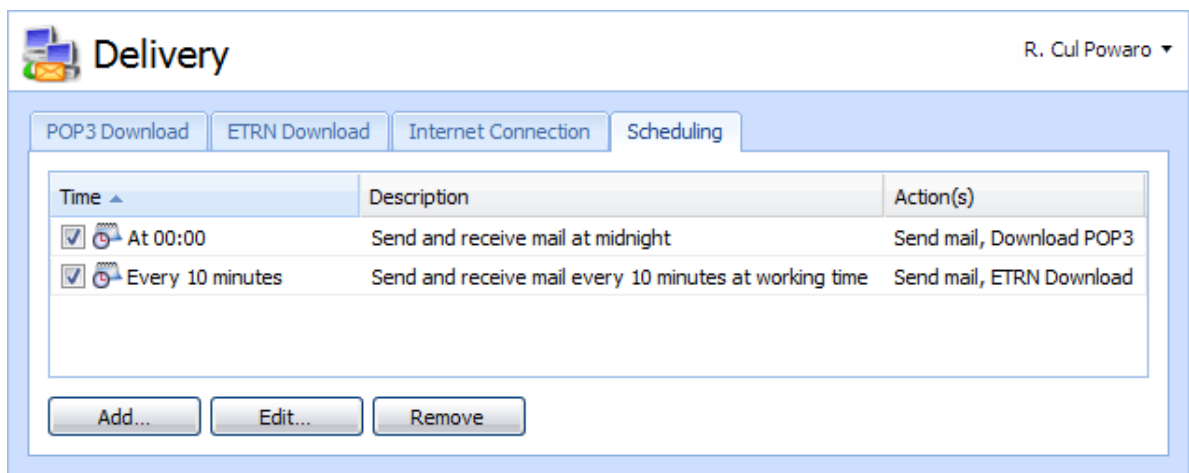 Delivery
R. Cul Powaro
POP3 Download ETRN Download Internet Connection Scheduling
Time Description Action(s)
At 00:00 Send and receive mail at midnight Send mail, Download POP3
Every 10 minutes Send and receive mail every 10 minutes at working time Send mail, ETRN Download
Add... Edit... Remove